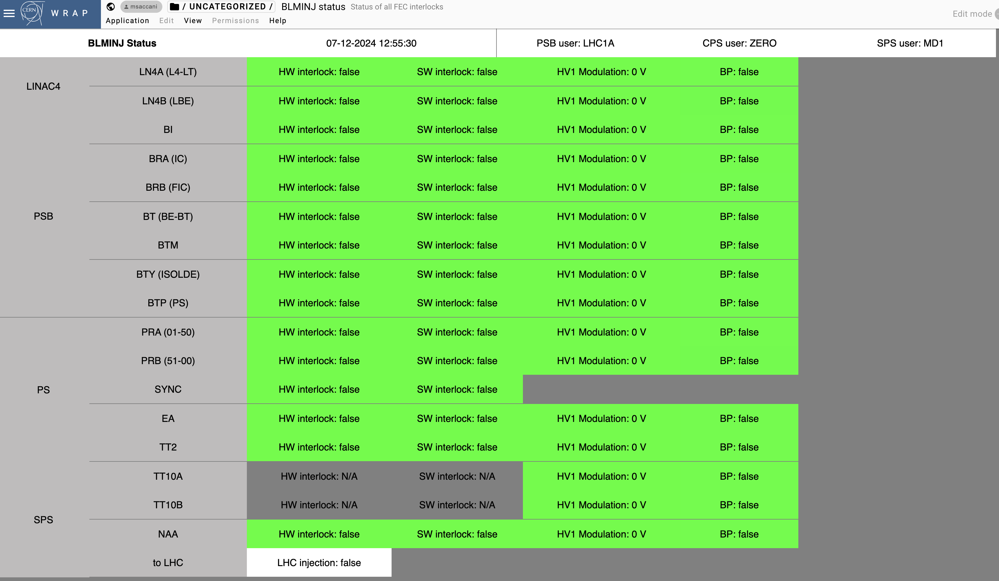 CERN WRAP msaccani / UNCATEGORIZED / BLMINJ status Status of all FEC interlocks Edit mode
Application Edit View Permissions Help
BLMINJ Status 07-12-2024 12:55:30 PSB user: LHC1A CPS user: ZERO SPS user: MD1
LN4A (L4-LT) HW interlock: false SW interlock: false HV1 Modulation: 0 V BP: false
LINAC4
LN4B (LBE) HW interlock: false SW interlock: false HV1 Modulation: 0 V BP: false
BI HW interlock: false SW interlock: false HV1 Modulation: 0 V BP: false
BRA (IC) HW interlock: false SW interlock: false HV1 Modulation: 0 V BP: false
BRB (FIC) HW interlock: false SW interlock: false HV1 Modulation: 0 V BP: false
PSB BT (BE-BT) HW interlock: false SW interlock: false HV1 Modulation: 0 V BP: false
BTM HW interlock: false SW interlock: false HV1 Modulation: 0 V BP: false
BTY (ISOLDE) HW interlock: false SW interlock: false HV1 Modulation: 0 V BP: false
BTP (PS) HW interlock: false SW interlock: false HV1 Modulation: 0 V BP: false
PRA (01-50) HW interlock: false SW interlock: false HV1 Modulation: 0 V BP: false
PRB (51-00) HW interlock: false SW interlock: false HV1 Modulation: 0 V BP: false
PS SYNC HW interlock: false SW interlock: false
EA HW interlock: false SW interlock: false HV1 Modulation: 0 V BP: false
TT2 HW interlock: false SW interlock: false HV1 Modulation: 0 V BP: false
TT10A HW interlock: N/A SW interlock: N/A HV1 Modulation: 0 V BP: false
TT10B HW interlock: N/A SW interlock: N/A HV1 Modulation: 0 V BP: false
SPS
NAA HW interlock: false SW interlock: false HV1 Modulation: 0 V BP: false
to LHC LHC injection: false